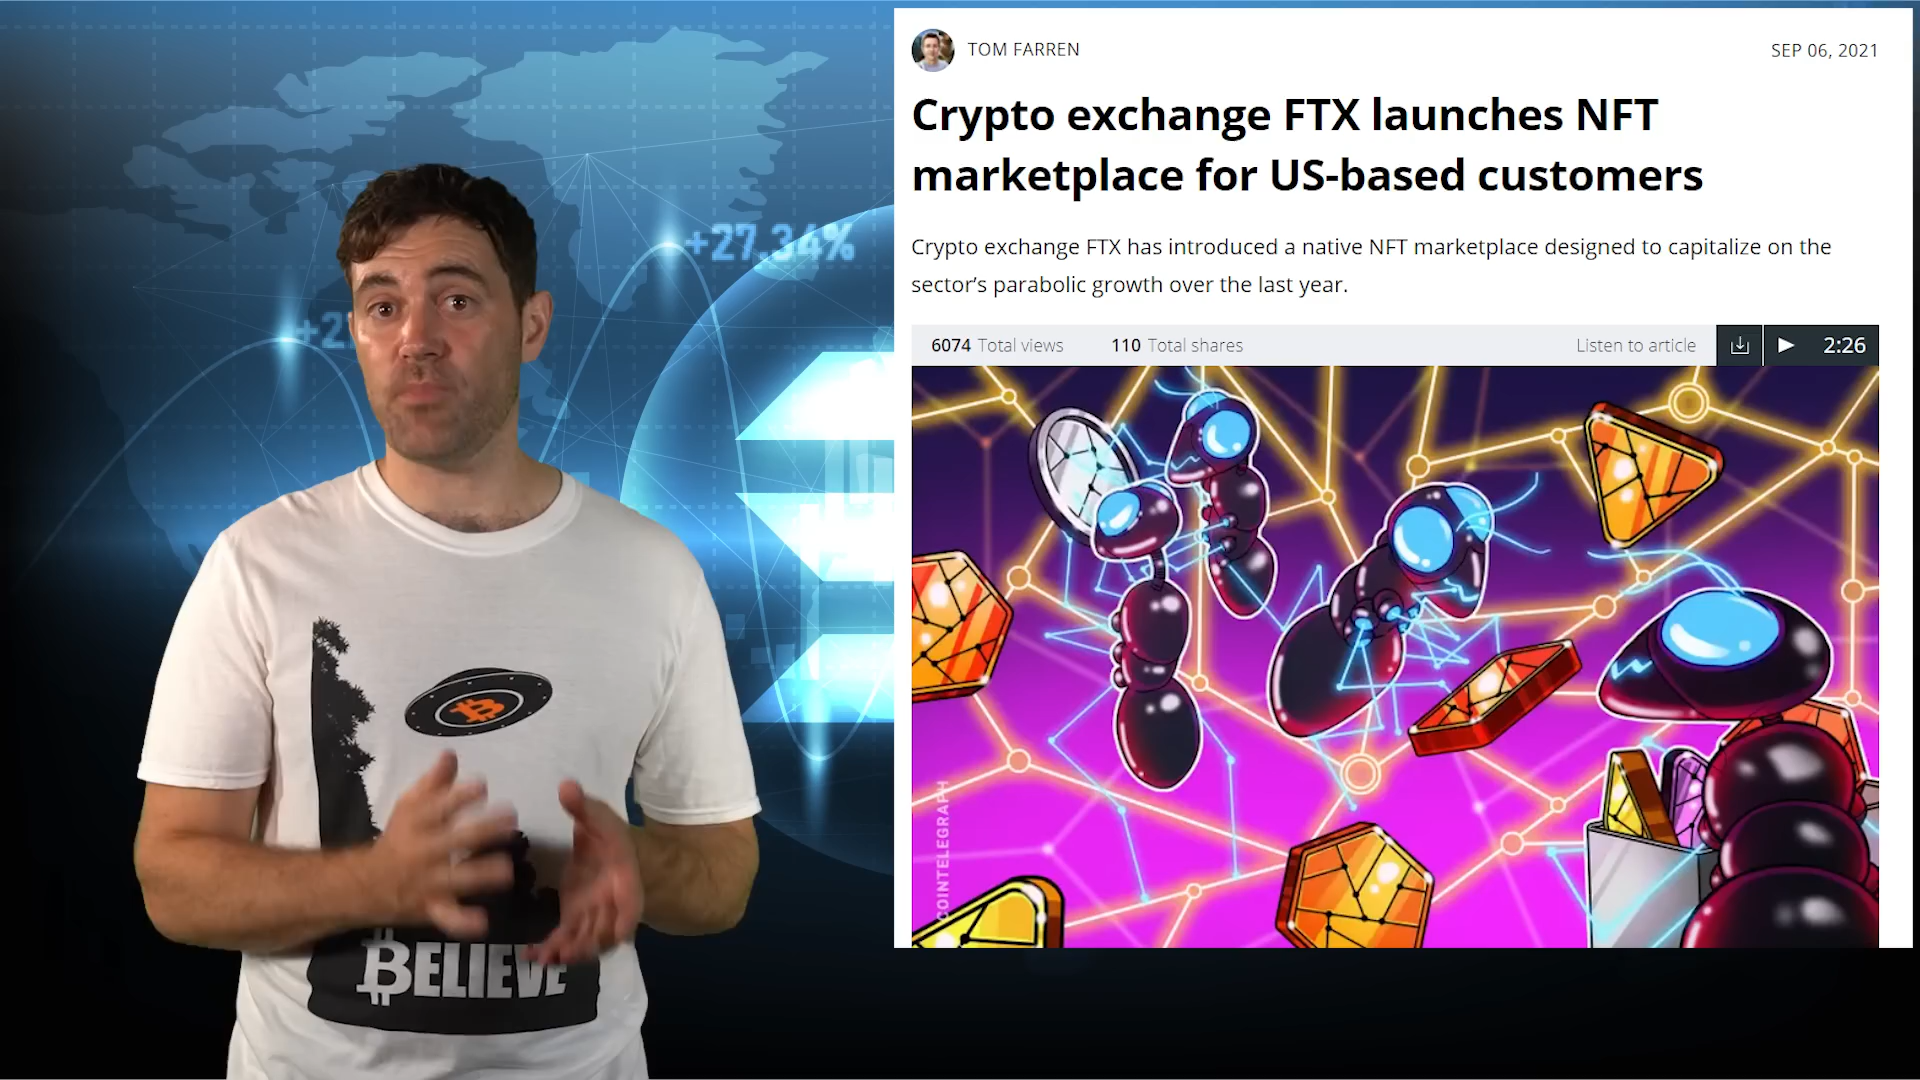 TOM FARREN
SEP 06, 2021
Crypto exchange FTX launches NFT
marketplace for US-based customers
Crypto exchange FTX has introduced a native NFT marketplace designed to capitalize on the
sector’s parabolic growth over the last year.
6074 Total views
110 Total shares
Listen to article
2:26
+27.34%
+2
COINTELEGRAPH
BELIEVE